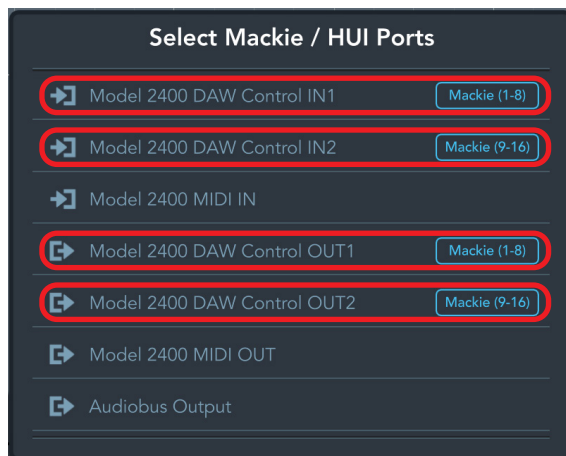 Select Mackie / HUI Ports
Model 2400 DAW Control IN1 Mackie (1-8)
Model 2400 DAW Control IN2 Mackie (9-16)
Model 2400 MIDI IN
Model 2400 DAW Control OUT1 Mackie (1-8)
Model 2400 DAW Control OUT2 Mackie (9-16)
Model 2400 MIDI OUT
Audiobus Output